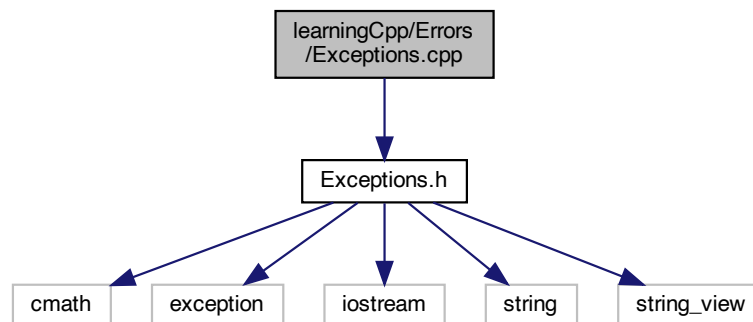 learningCpp/Errors
/Exceptions.cpp
Exceptions.h
cmath
exception
iostream
string
string_view